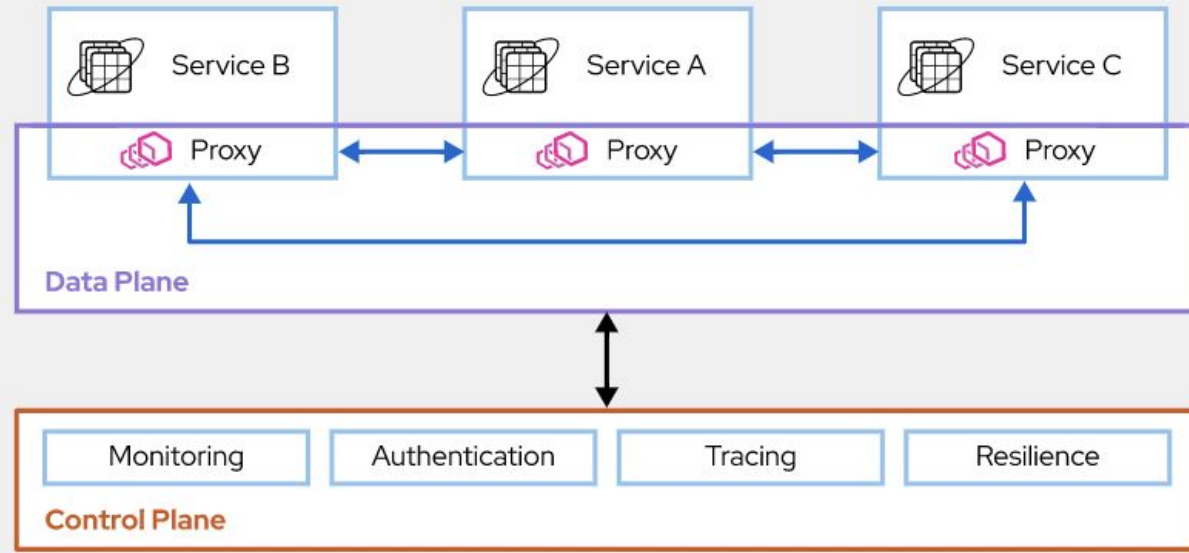 Service B
Service A
Service C
Proxy
Proxy
Proxy
Data Plane
Monitoring
Authentication
Tracing
Resilience
Control Plane